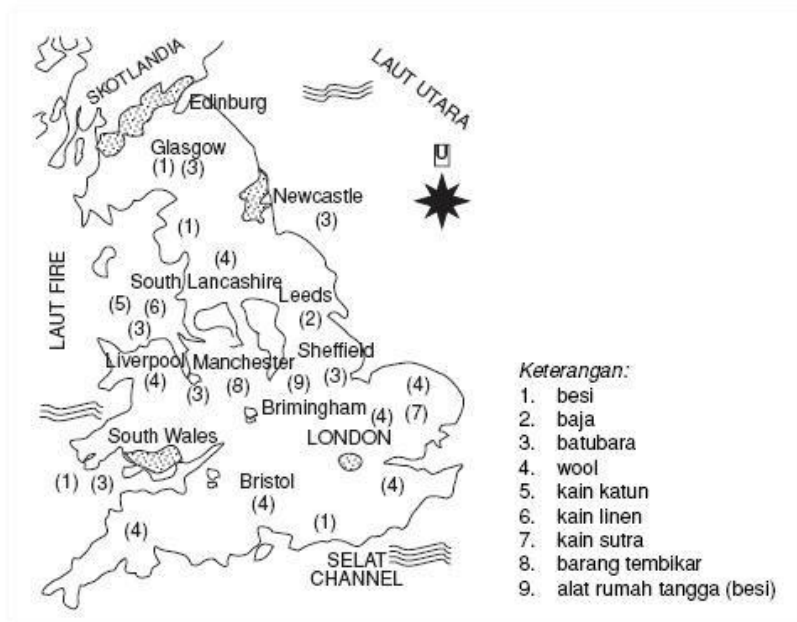 SKOTLANDIA
LAUT UTARA
Edinburg
U
Glasgow
(1) (3)
Newcastle
(3)
(1)
(4)
LAUT FIRE
South Lancashire
(5) (6)
Leeds
(3)
(2)
Liverpool Manchester Sheffield
(4) (3) (8) (9) (3) (4)
Brimingham (4) (7)
South Wales
LONDON
(1) (3)
Bristol
(4)
(4)
(4)
(1)
SELAT
CHANNEL
Keterangan:
1. besi
2. baja
3. batubara
4. wool
5. kain katun
6. kain linen
7. kain sutra
8. barang tembikar
9. alat rumah tangga (besi)